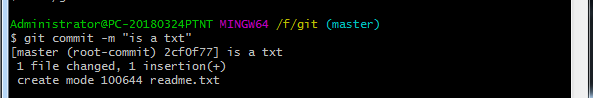 Administrator@PC-20180324PTNT MINGW64 /f/git (master)
$ git commit -m "is a txt"
[master (root-commit) 2cf0f77] is a txt
 1 file changed, 1 insertion(+)
 create mode 100644 readme.txt